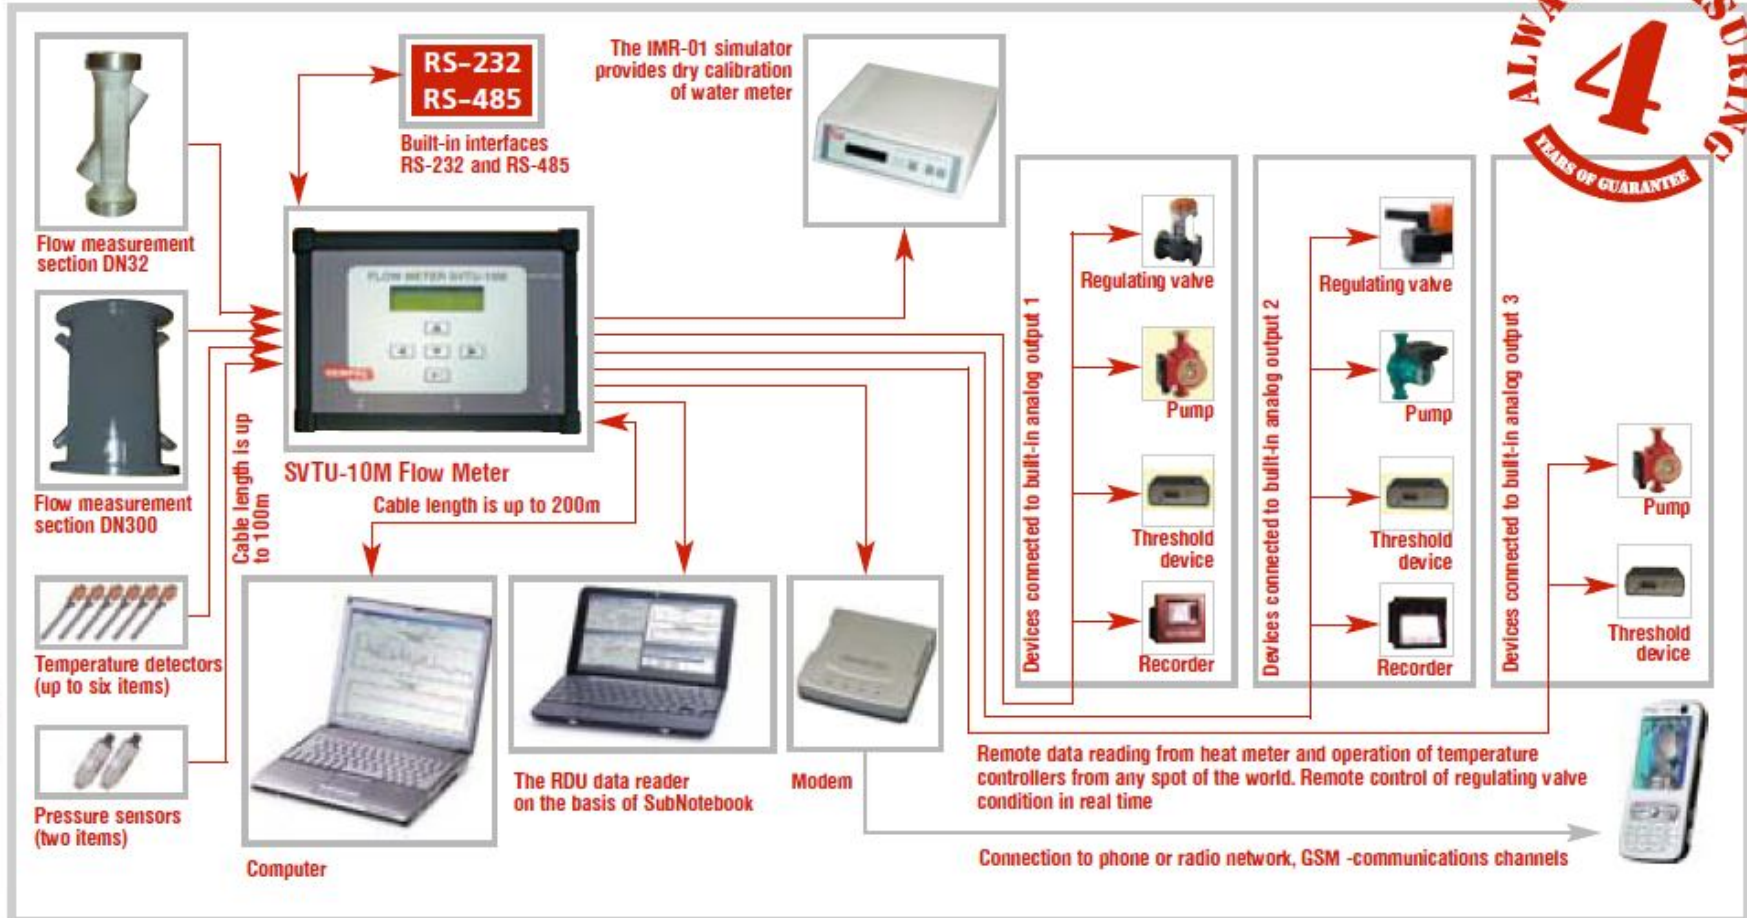 RS-232
RS-485
Built-in interfaces
RS-232 and RS-485
The IMR-01 simulator
provides dry calibration
of water meter
4
YEARS OF GUARANTEE
Flow measurement
section DN32
Flow measurement
section DN300
Temperature detectors
(up to six items)
Pressure sensors
(two items)
Cable length is up
to 100m
FLOW METER SVTU-10M
SVTU-10M Flow Meter
Cable length is up to 200m
Computer
The RDU data reader
on the basis of SubNotebook
Modem
Devices connected to built-in analog output 1
Regulating valve
Pump
Threshold
device
Recorder
Devices connected to built-in analog output 2
Regulating valve
Pump
Threshold
device
Recorder
Devices connected to built-in analog output 3
Pump
Threshold
device
Remote data reading from heat meter and operation of temperature
controllers from any spot of the world. Remote control of regulating valve
condition in real time
Connection to phone or radio network, GSM -communications channels